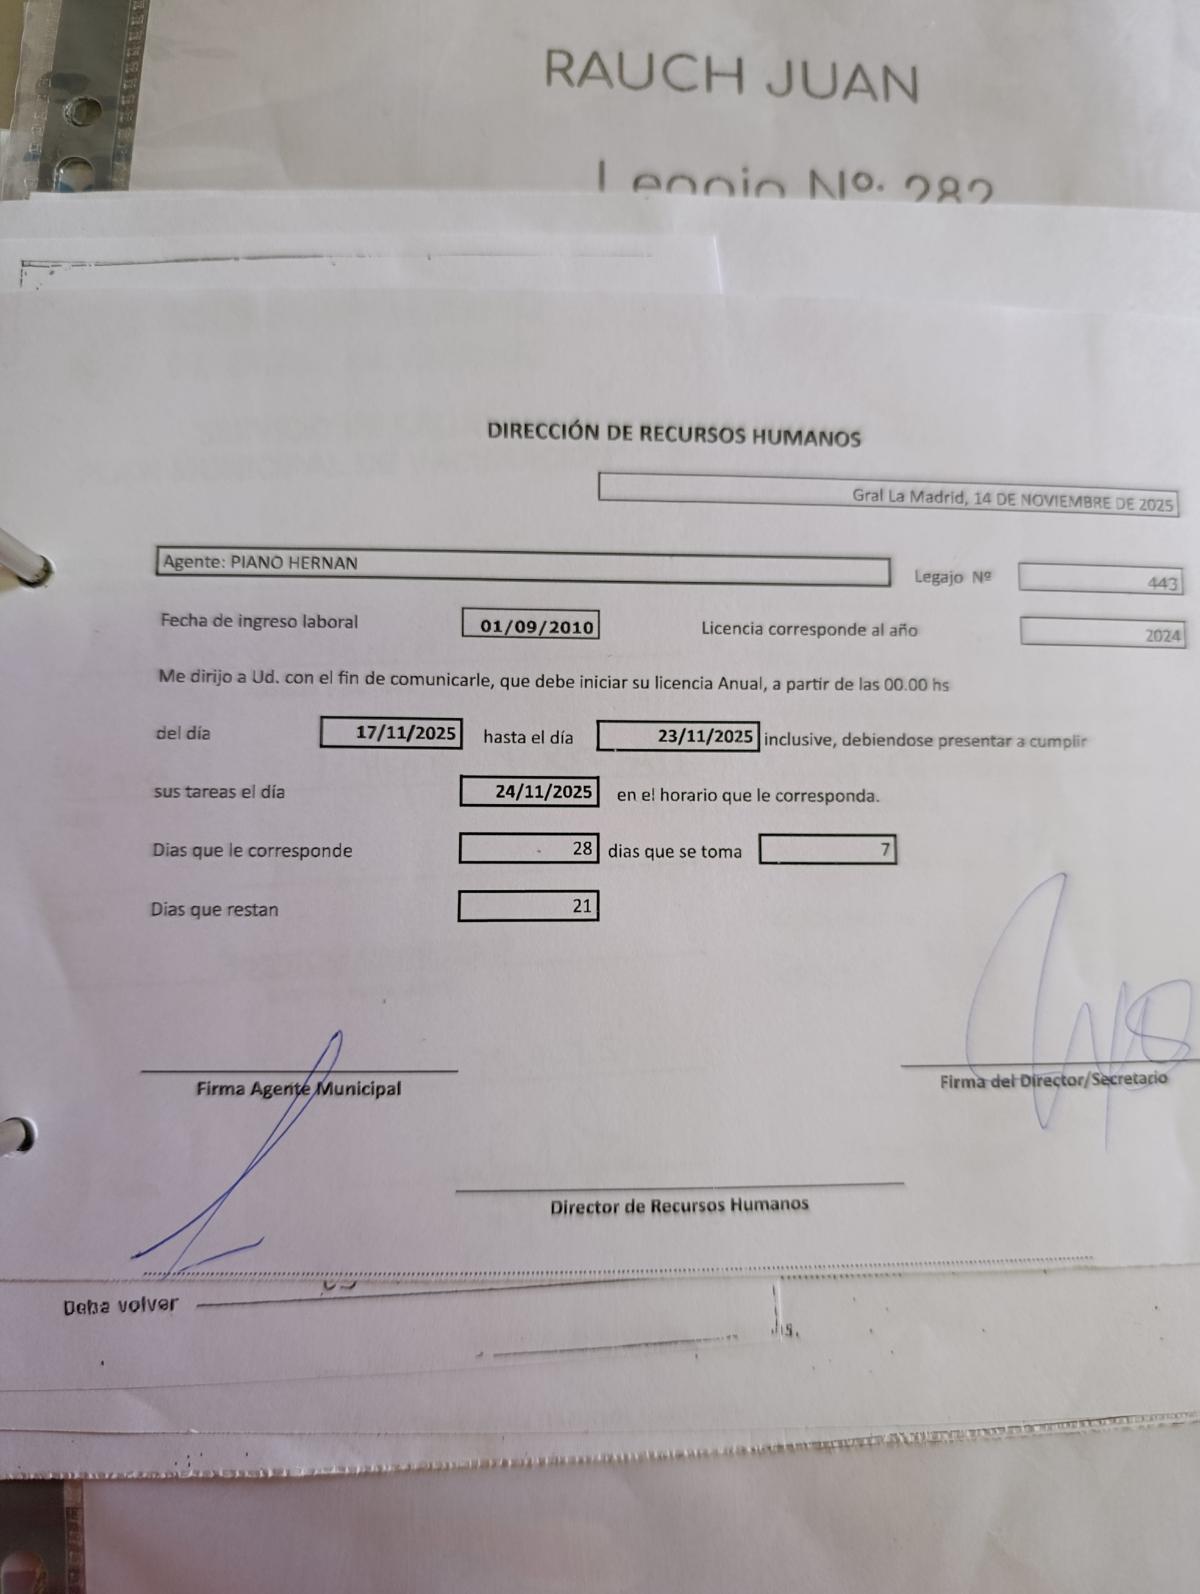 RAUCH JUAN
Legajo Nº: 282
DIRECCIÓN DE RECURSOS HUMANOS
Gral La Madrid, 14 DE NOVIEMBRE DE 2025
Agente: PIANO HERNAN Legajo Nº 443
Fecha de ingreso laboral 01/09/2010 Licencia corresponde al año 2024
Me dirijo a Ud. con el fin de comunicarle, que debe iniciar su licencia Anual, a partir de las 00.00 hs
del día 17/11/2025 hasta el día 23/11/2025 inclusive, debiendose presentar a cumplir
sus tareas el día 24/11/2025 en el horario que le corresponda.
Dias que le corresponde 28 dias que se toma 7
Dias que restan 21
Firma Agente Municipal Firma del Director/Secretario
Director de Recursos Humanos
Deba volver